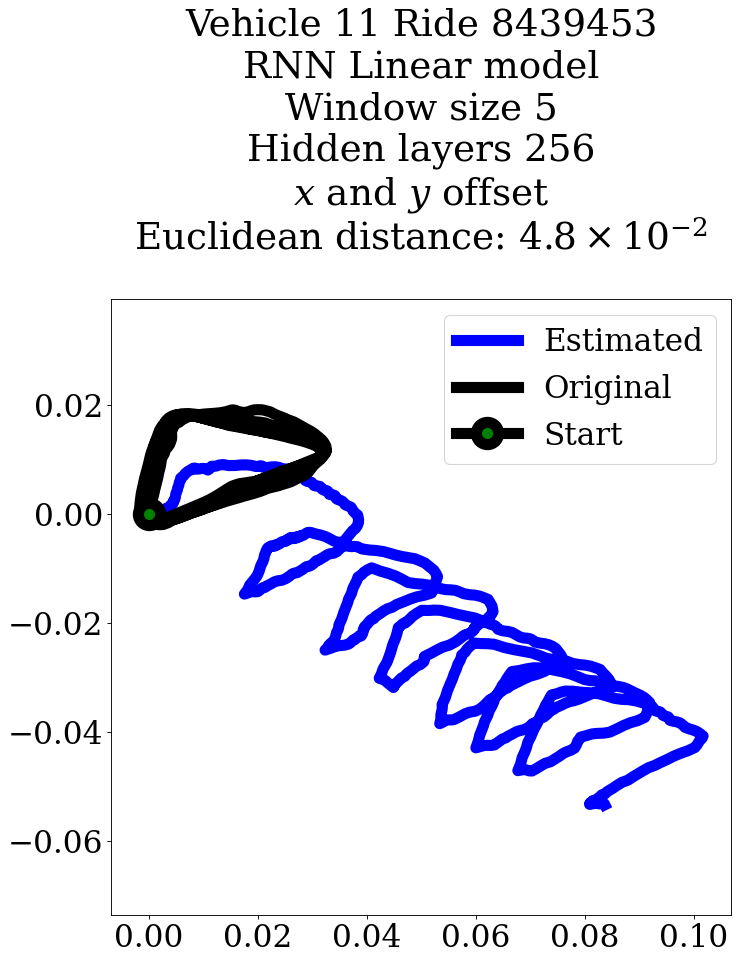 Vehicle 11 Ride 8439453
RNN Linear model
Window size 5
Hidden layers 256
x and y offset
Euclidean distance: 4.8 × 10⁻²
Estimated
Original
Start
0.02
0.00
−0.02
−0.04
−0.06
0.00 0.02 0.04 0.06 0.08 0.10